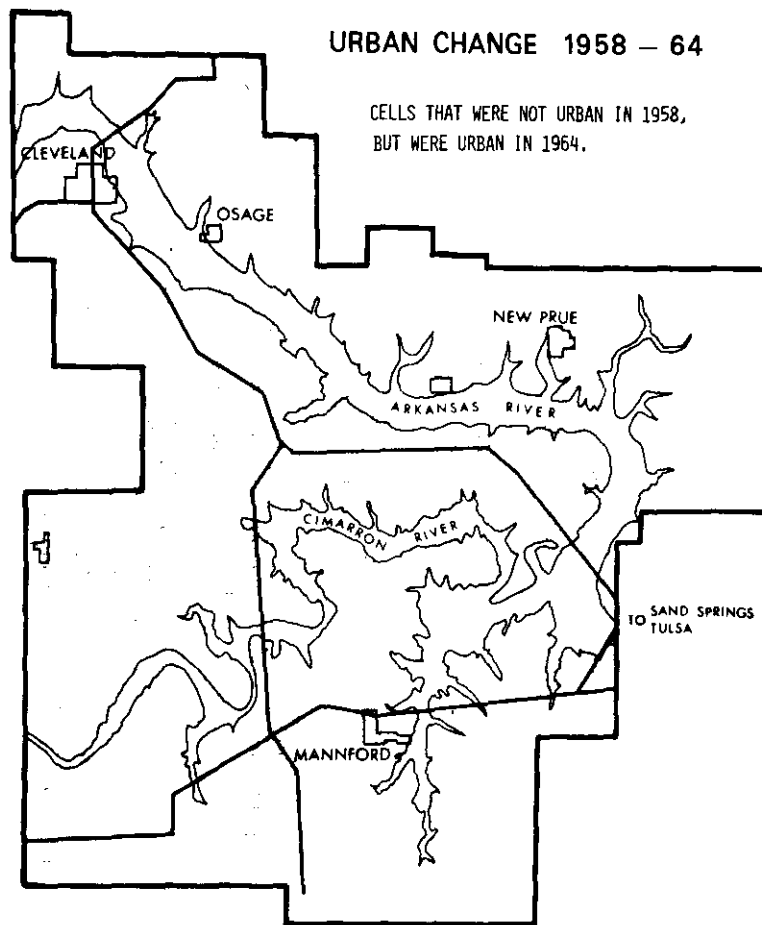 URBAN CHANGE 1958 – 64
CELLS THAT WERE NOT URBAN IN 1958,
BUT WERE URBAN IN 1964.
CLEVELAND
OSAGE
NEW PRUE
ARKANSAS RIVER
CIMARRON RIVER
TO SAND SPRINGS
TULSA
MANNFORD